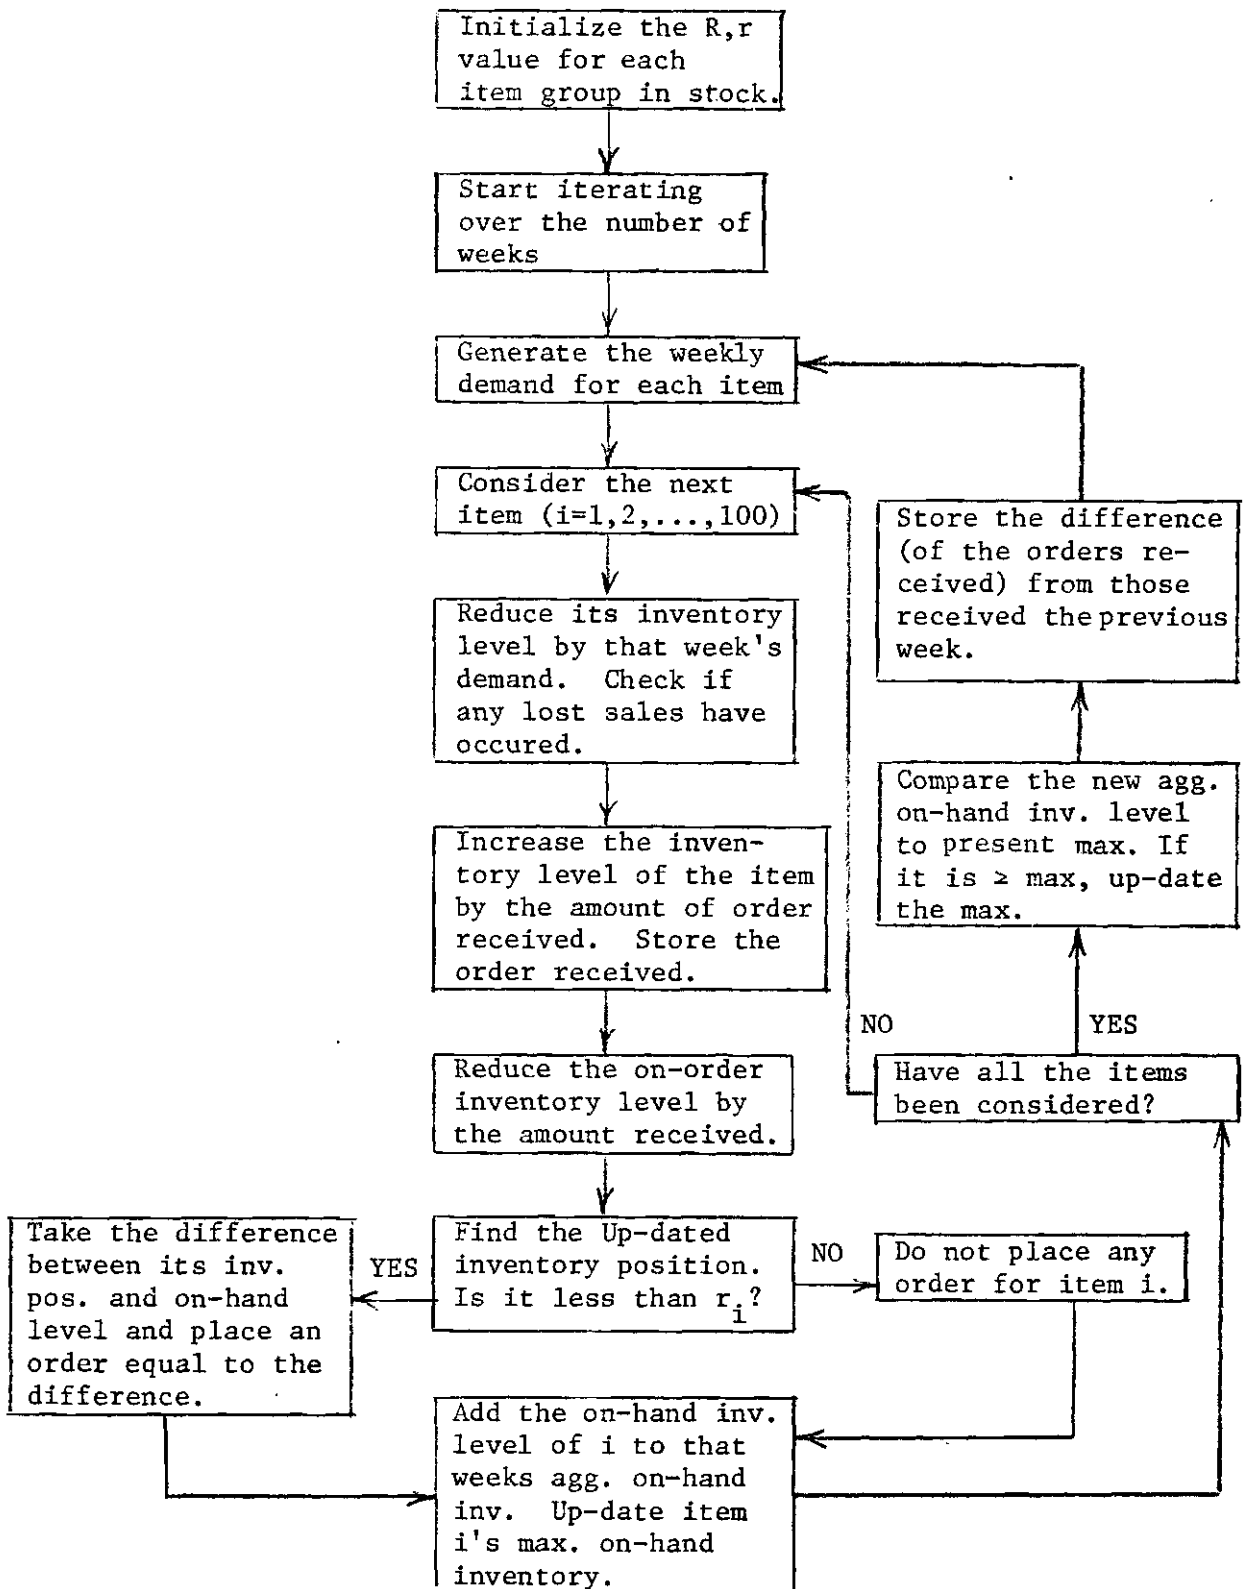 Initialize the R,r
value for each
item group in stock.
Start iterating
over the number of
weeks
Generate the weekly
demand for each item
Consider the next
item (i=1,2,...,100)
Reduce its inventory
level by that week's
demand. Check if
any lost sales have
occured.
Increase the inven-
tory level of the item
by the amount of order
received. Store the
order received.
Reduce the on-order
inventory level by
the amount received.
Find the Up-dated
inventory position.
Is it less than r_i?
YES
Take the difference
between its inv.
pos. and on-hand
level and place an
order equal to the
difference.
NO
Do not place any
order for item i.
Add the on-hand inv.
level of i to that
weeks agg. on-hand
inv. Up-date item
i's max. on-hand
inventory.
Have all the items
been considered?
NO
YES
Compare the new agg.
on-hand inv. level
to present max. If
it is ≥ max, up-date
the max.
Store the difference
(of the orders re-
ceived) from those
received the previous
week.